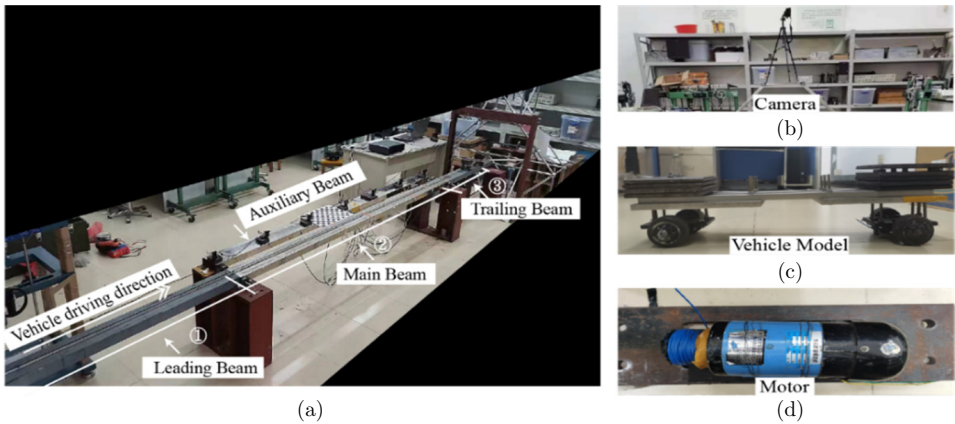 Auxiliary Beam
③
Trailing Beam
②
Main Beam
Vehicle driving direction
①
Leading Beam
(a)
Camera
(b)
Vehicle Model
(c)
Motor
(d)